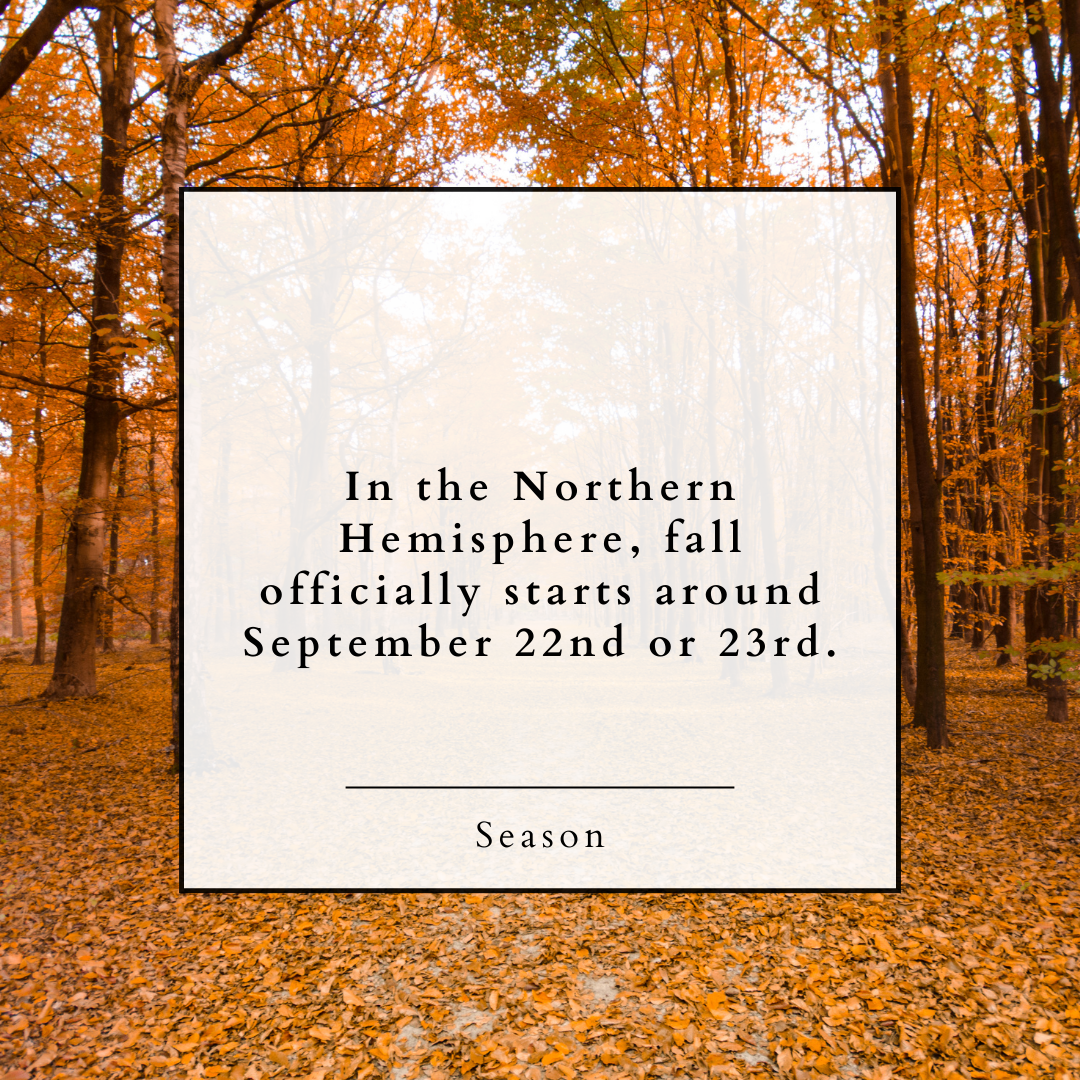 In the Northern
Hemisphere, fall
officially starts around
September 22nd or 23rd.
Season